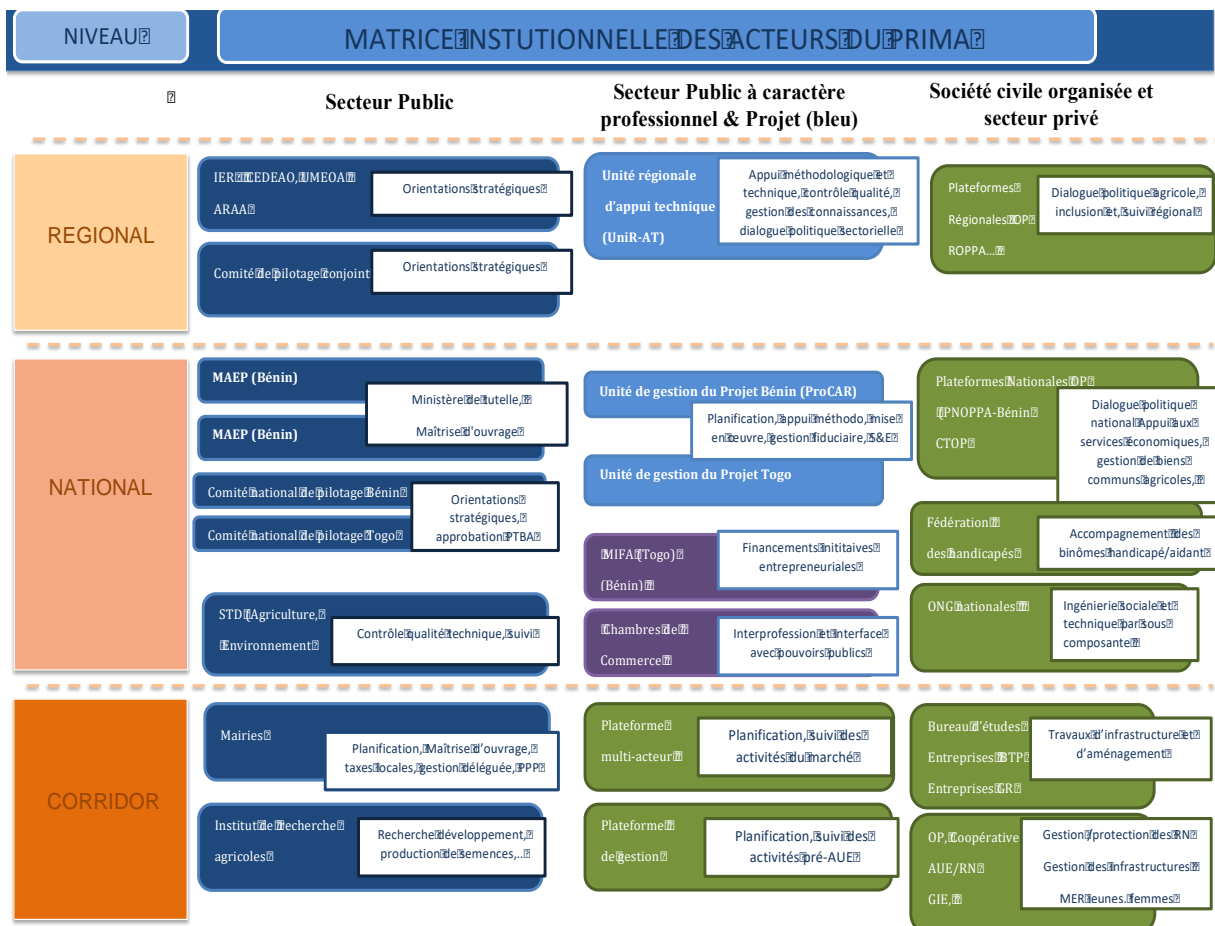 NIVEAU
MATRICE INSTUTIONNELLE DES ACTEURS DU PRIMA
Secteur Public
Secteur Public à caractère
professionnel & Projet (bleu)
Société civile organisée et
secteur privé
REGIONAL
IER CEDEAO, UMEOA
ARAA
Orientations stratégiques
Comité de pilotage conjoint
Orientations stratégiques
Unité régionale
d'appui technique
(UniR-AT)
Appui méthodologique et
technique, contrôle qualité,
gestion des connaissances,
dialogue politique sectorielle
Plateformes
Régionales OP
ROPPA...
Dialogue politique agricole,
inclusion et, suivi régional
NATIONAL
MAEP (Bénin)
MAEP (Bénin)
Ministère de tutelle,
Maîtrise d'ouvrage
Comité national de pilotage Bénin
Comité national de pilotage Togo
Orientations
stratégiques,
approbation PTBA
STD (Agriculture,
Environnement)
Contrôle qualité technique, suivi
Unité de gestion du Projet Bénin (ProCAR)
Planification, appui méthodo, mise
en œuvre, gestion fiduciaire, S&E
Unité de gestion du Projet Togo
MIFA (Togo)
(Bénin)
Financements inititaives
entrepreneuriales
Chambres de
Commerce
Interprofession et interface
avec pouvoirs publics
Plateformes Nationales OP
(PNOPPA-Bénin
CTOP
Dialogue politique
national Appui aux
services économiques,
gestion de biens
communs agricoles,
Fédération
des handicapés
Accompagnement des
binômes handicapé/aidant
ONG nationales
Ingénierie sociale et
technique par sous
composante
CORRIDOR
Mairies
Planification, Maîtrise d'ouvrage,
taxes locales, gestion déléguée, PPP
Institut de recherche
agricoles
Recherche développement,
production de semences,..
Plateforme
multi-acteur
Planification, suivi des
activités du marché
Plateforme
de gestion
Planification, suivi des
activités pré-AUE
Bureau d'études
Entreprises BTP
Entreprises GR
Travaux d'infrastructure et
d'aménagement
OP, Coopérative
AUE/RN
GIE,
Gestion /protection des RN
Gestion des infrastructures
MER jeunes. femmes